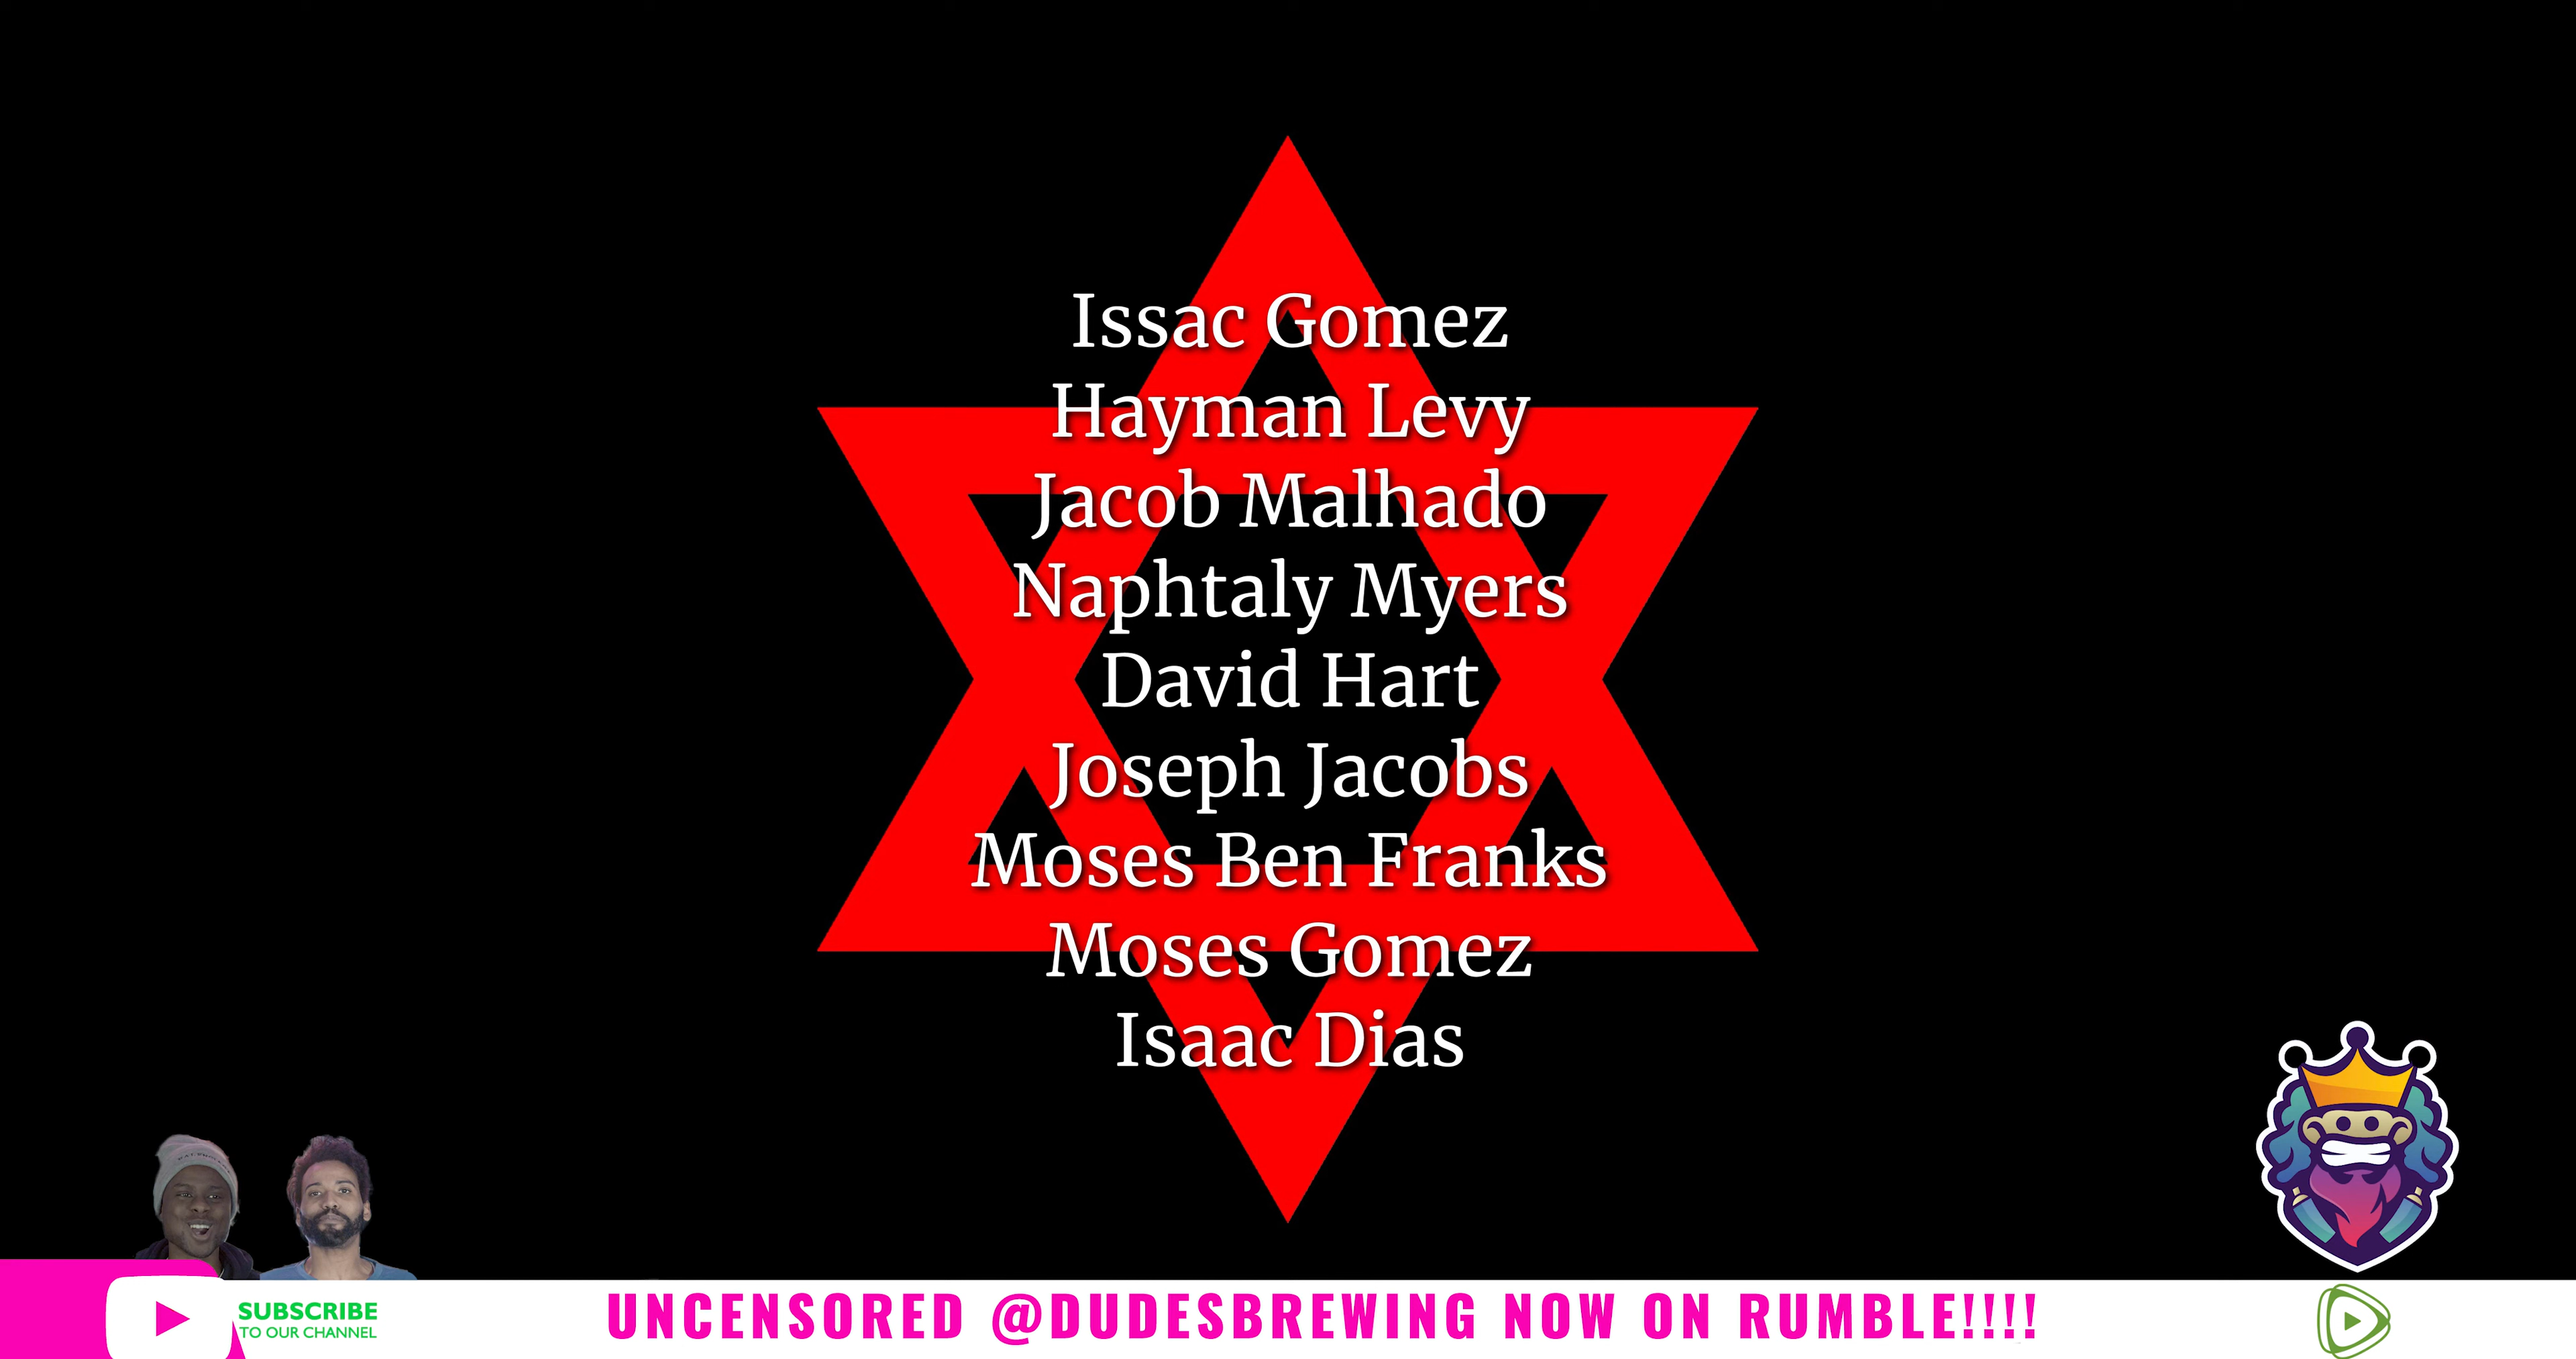 Issac Gomez
Hayman Levy
Jacob Malhado
Naphtaly Myers
David Hart
Joseph Jacobs
Moses Ben Franks
Moses Gomez
Isaac Dias
SUBSCRIBE
TO OUR CHANNEL
UNCENSORED @DUDESBREWING NOW ON RUMBLE!!!!